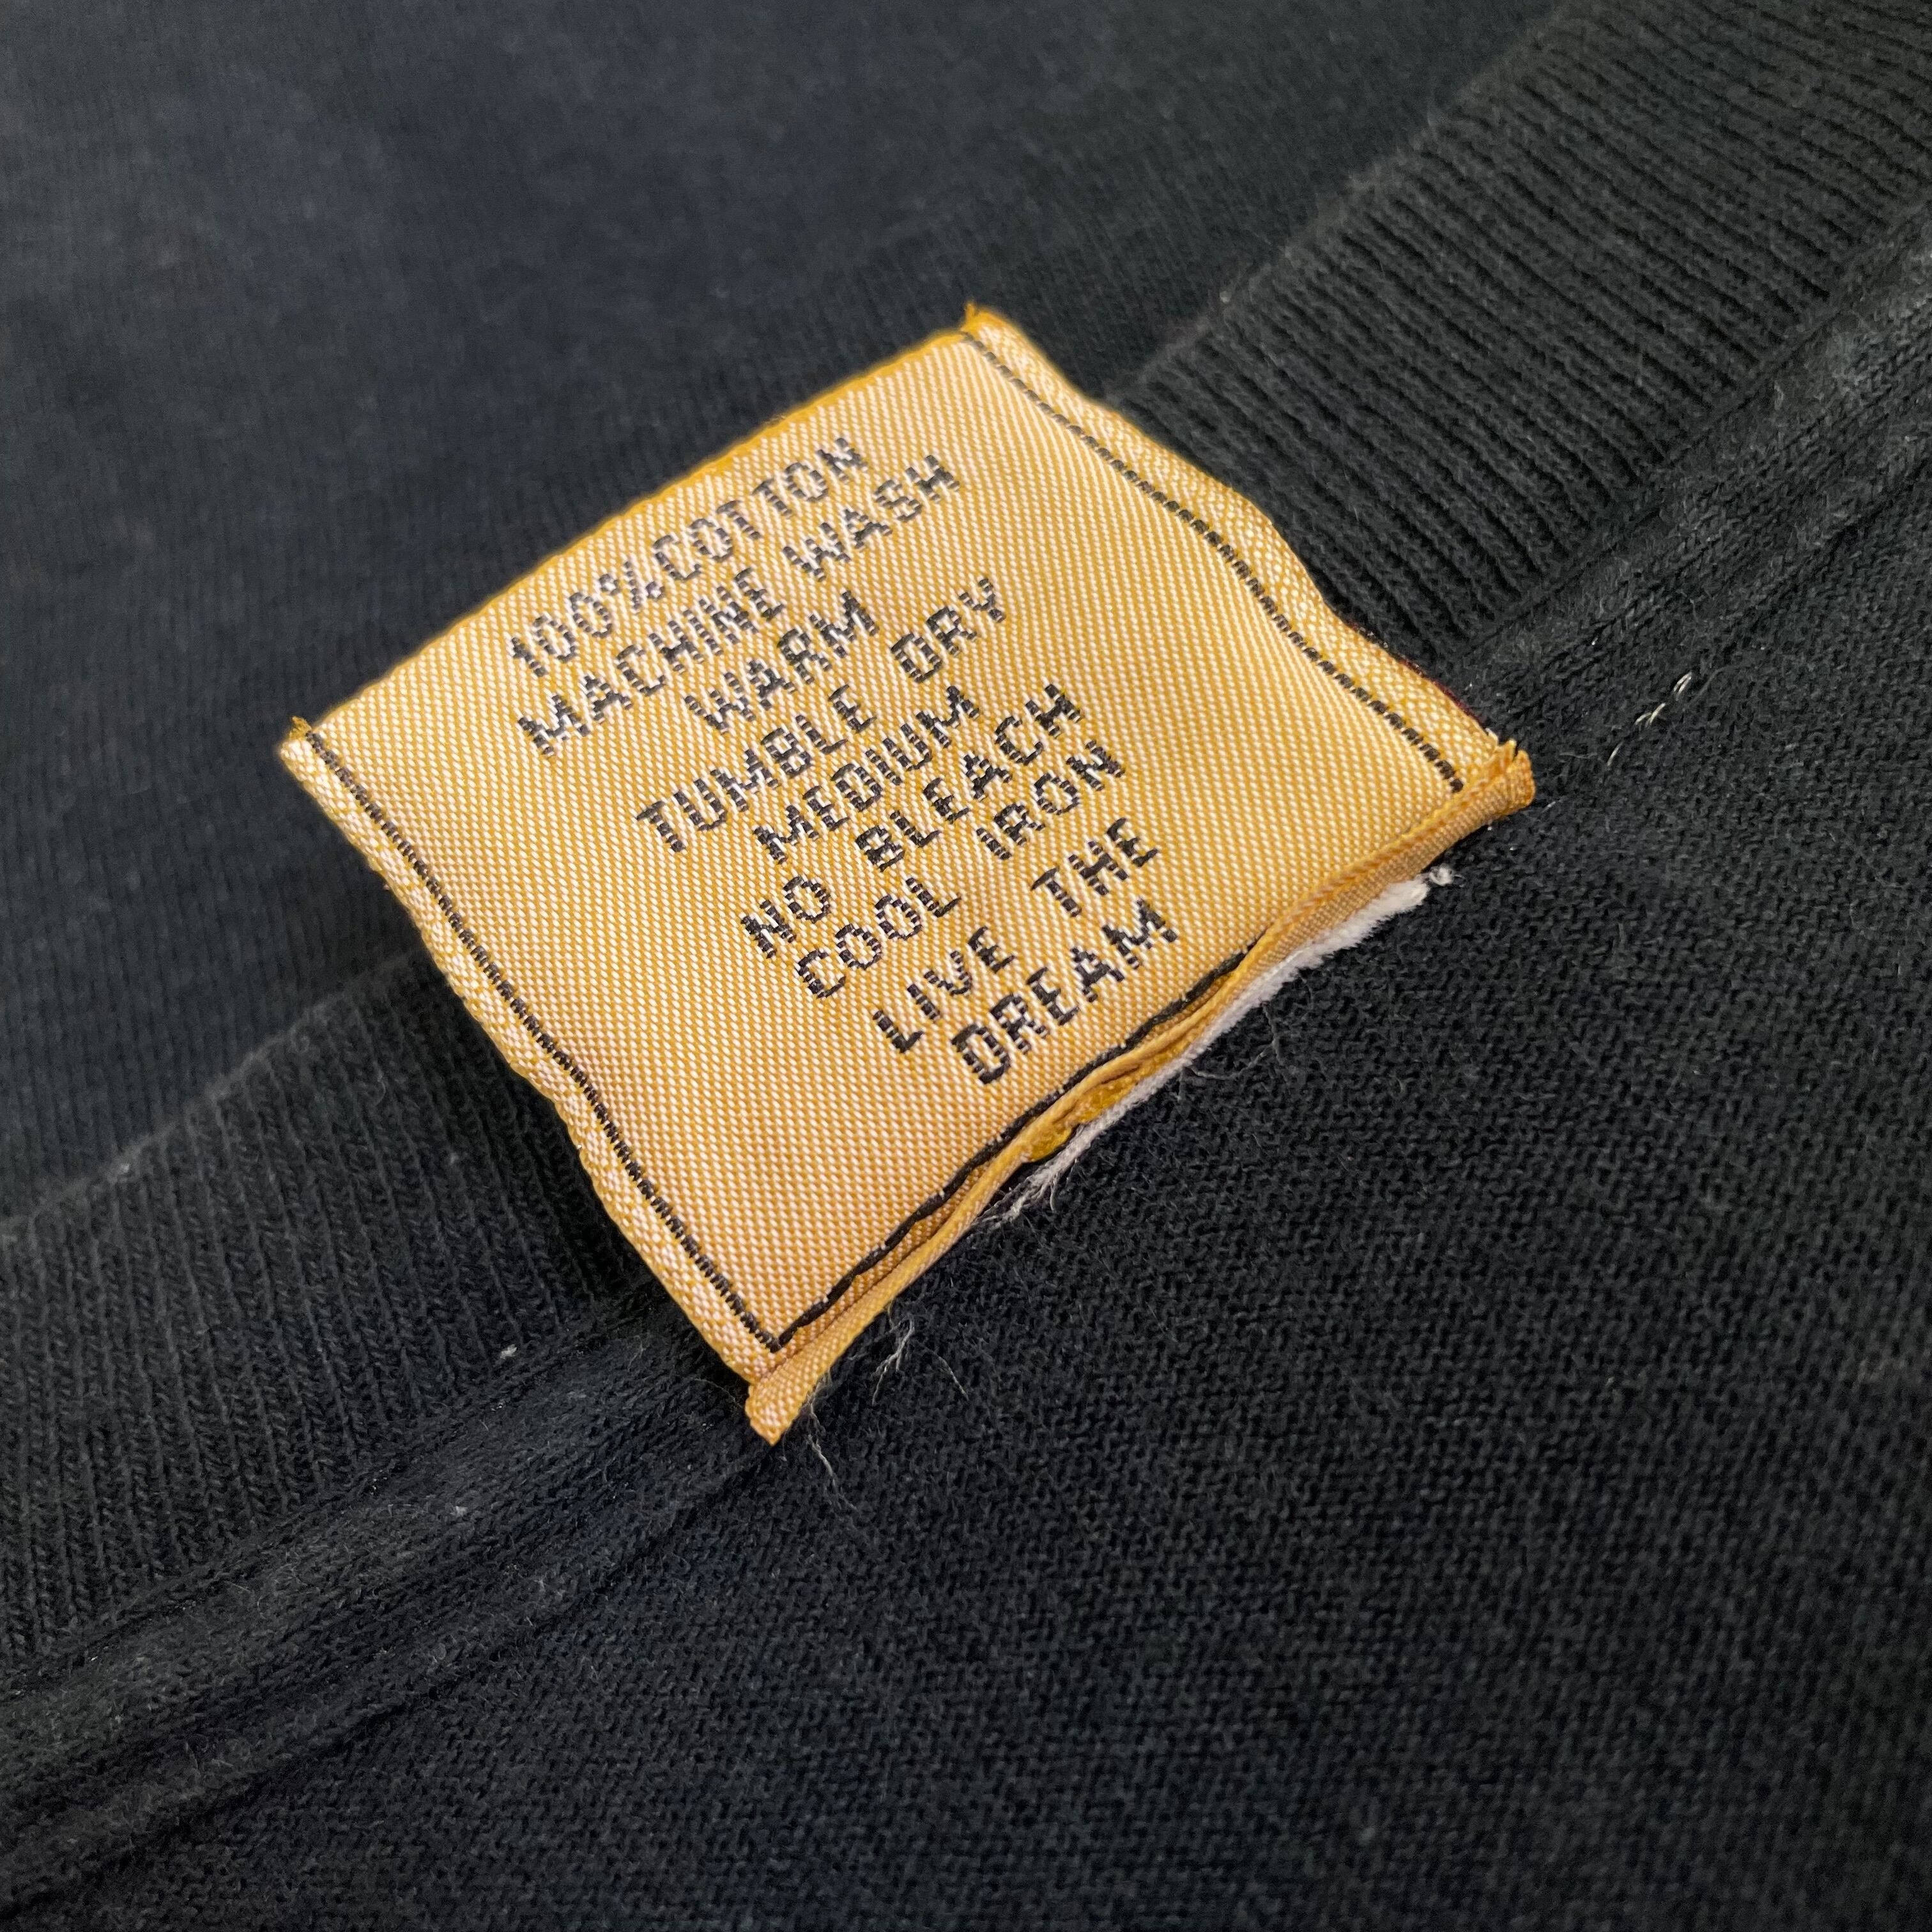 100%COTTON
MACHINE WASH
WARM
TUMBLE DRY
MEDIUM
NO BLEACH
COOL IRON
LIVE THE
DREAM